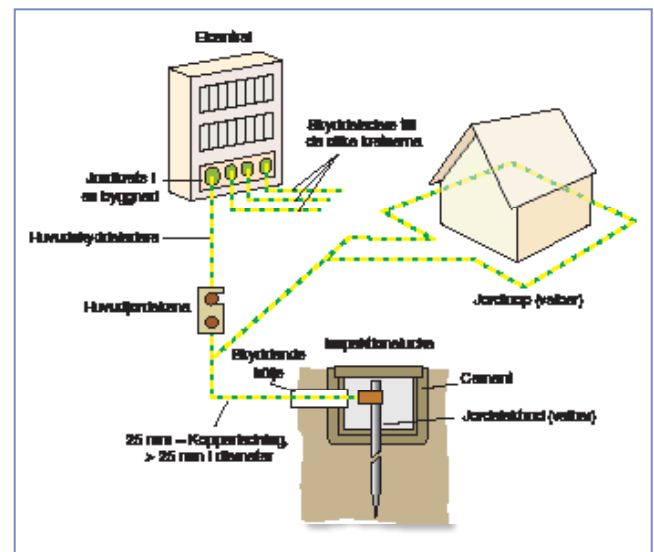 Elcentral
Skyddsledare till
de olika kretsarna
Jordkrets i
en byggnad
Huvudskyddsledare
Huvudjordskena
Jordloop (valbar)
Inspektionslucka
Skyddande
hölje
Cement
Jordelektrod (valbar)
25 mm – Kopparledning,
> 25 mm i diameter